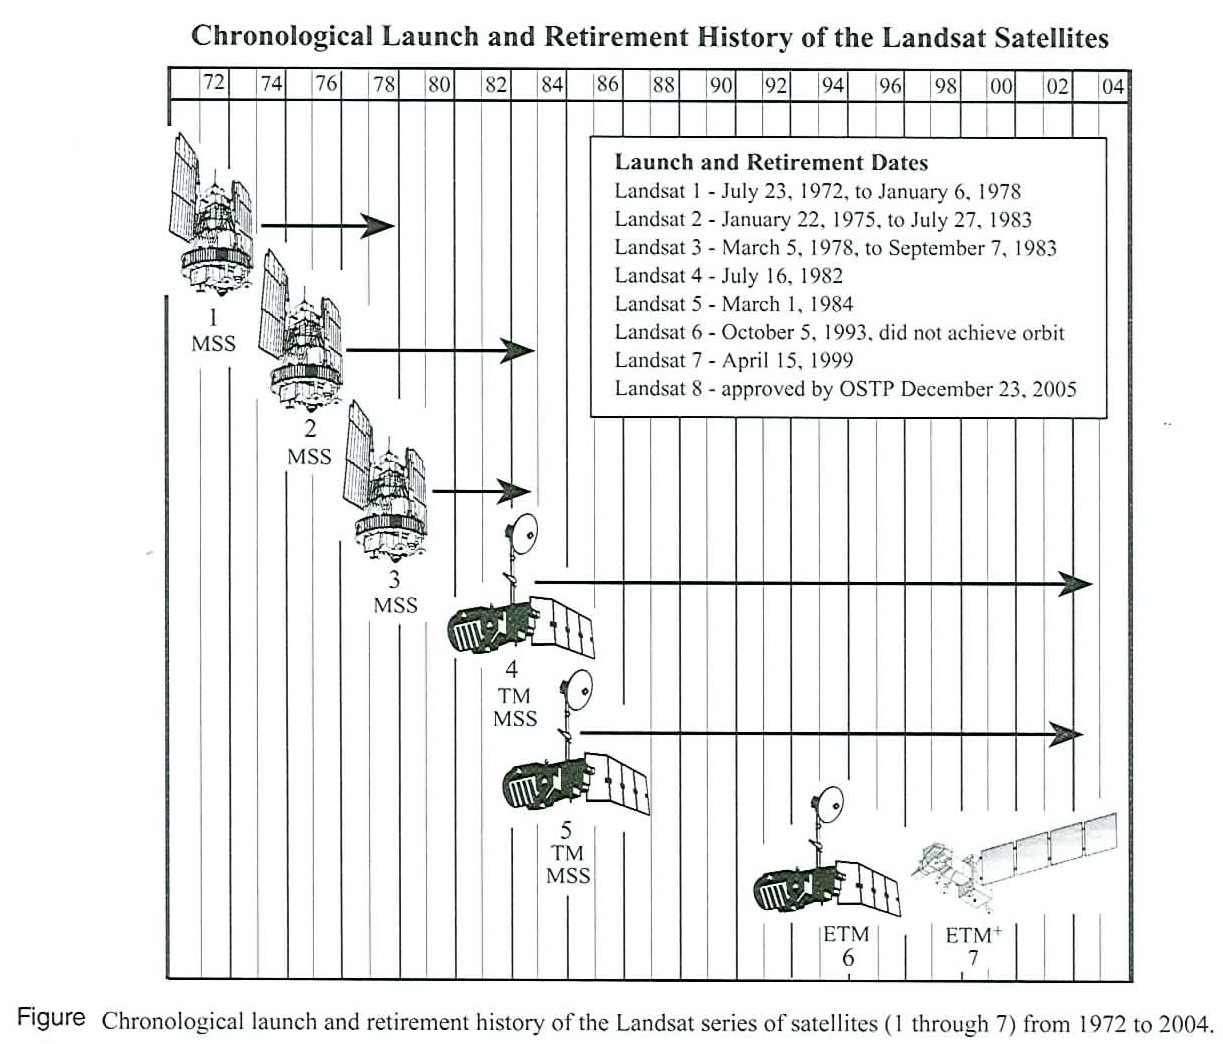 Chronological Launch and Retirement History of the Landsat Satellites
72 74 76 78 80 82 84 86 88 90 92 94 96 98 00 02 04
Launch and Retirement Dates
Landsat 1 - July 23, 1972, to January 6, 1978
Landsat 2 - January 22, 1975, to July 27, 1983
Landsat 3 - March 5, 1978, to September 7, 1983
Landsat 4 - July 16, 1982
Landsat 5 - March 1, 1984
Landsat 6 - October 5, 1993, did not achieve orbit
Landsat 7 - April 15, 1999
Landsat 8 - approved by OSTP December 23, 2005
1
MSS
2
MSS
3
MSS
4
TM
MSS
5
TM
MSS
ETM
6
ETM+
7
Figure Chronological launch and retirement history of the Landsat series of satellites (1 through 7) from 1972 to 2004.